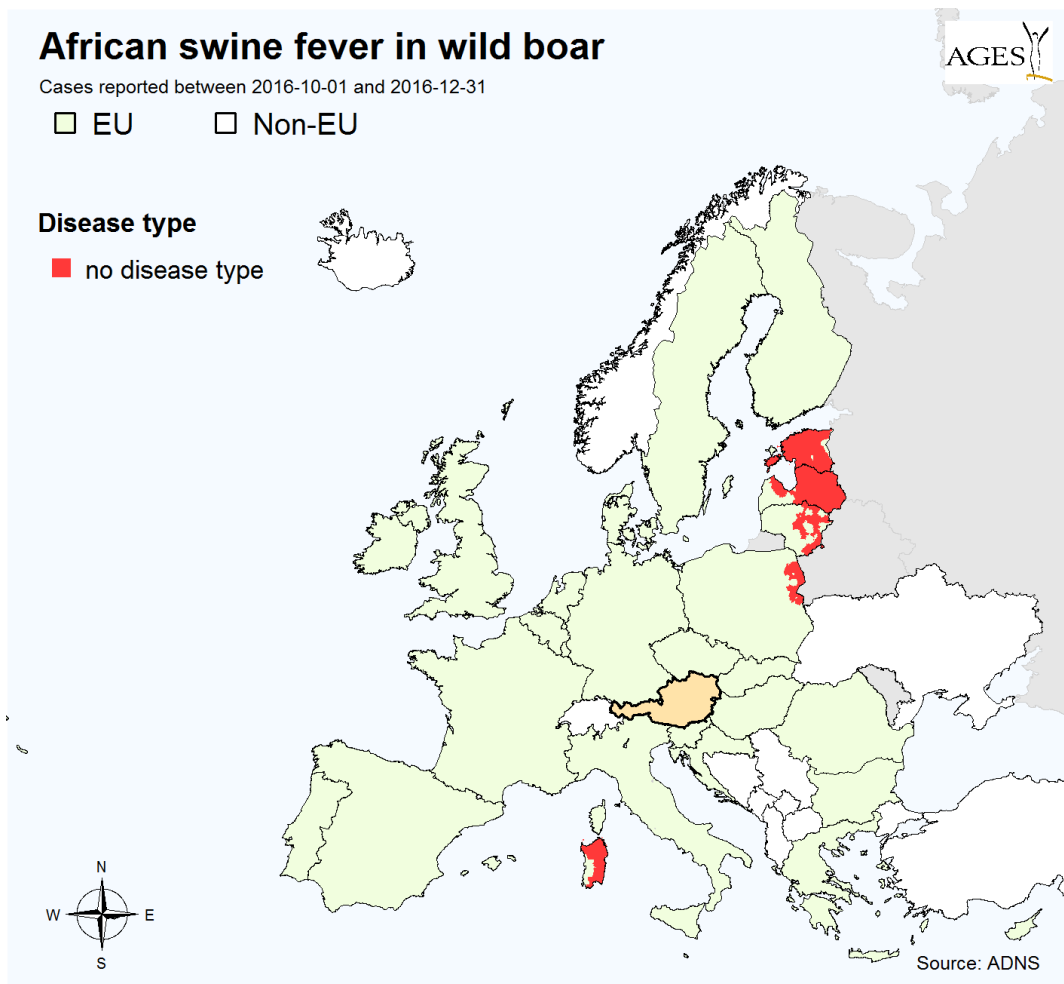 African swine fever in wild boar
Cases reported between 2016-10-01 and 2016-12-31
EU
Non-EU
AGES
Disease type
no disease type
N
W
E
S
Source: ADNS